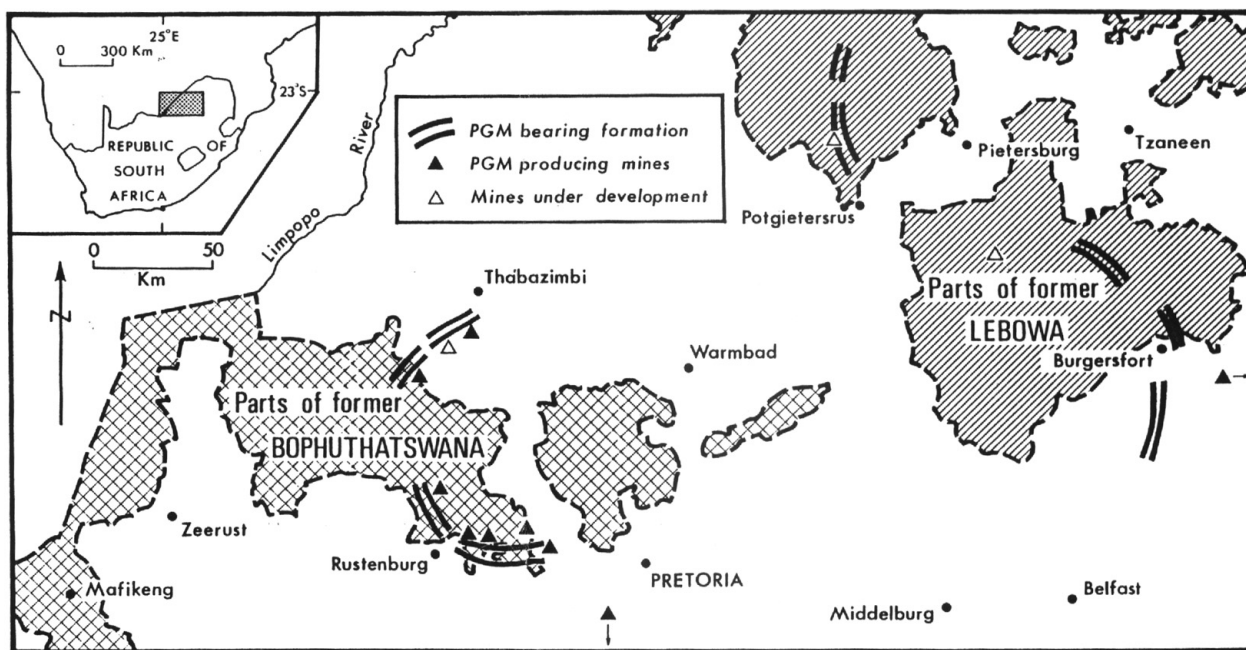 25°E
0 300 Km
23°S
REPUBLIC OF
SOUTH
AFRICA
0 50
Km
N
Limpopo River
PGM bearing formation
PGM producing mines
Mines under development
Pietersburg
Tzaneen
Potgietersrus
Thabazimbi
Parts of former
LEBOWA
Burgersfort
Warmbad
Parts of former
BOPHUTHATSWANA
Zeerust
Rustenburg
PRETORIA
Mafikeng
Middelburg
Belfast